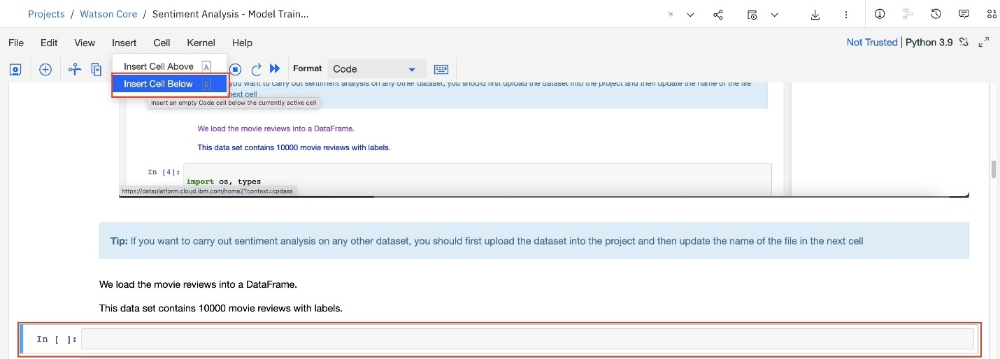 Projects / Watson Core / Sentiment Analysis - Model Train...
File Edit View Insert Cell Kernel Help
Not Trusted | Python 3.9
Insert Cell Above A
Format Code
Insert Cell Below B
you want to carry out sentiment analysis on any other dataset, you should first upload the dataset into the project and then update the name of the file
next cell
Insert an empty Code cell below the currently active cell
We load the movie reviews into a DataFrame.
This data set contains 10000 movie reviews with labels.
In [4]:
import os, types
https://dataplatform.cloud.ibm.com/home2?context=cpdaas
Tip: If you want to carry out sentiment analysis on any other dataset, you should first upload the dataset into the project and then update the name of the file in the next cell
We load the movie reviews into a DataFrame.
This data set contains 10000 movie reviews with labels.
In [ ]: